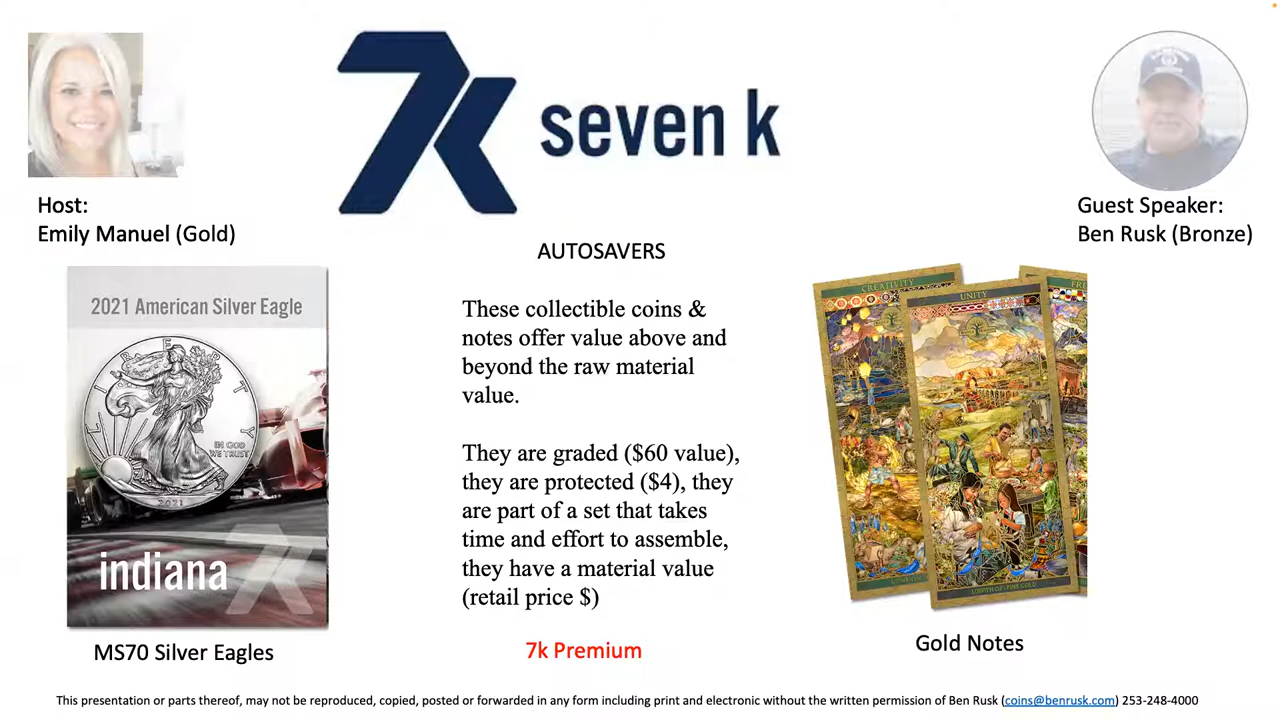 7k seven k
Host:
Emily Manuel (Gold)
Guest Speaker:
Ben Rusk (Bronze)
AUTOSAVERS
2021 American Silver Eagle
LIBERTY
IN GOD
WE TRUST
2021
indiana
MS70 Silver Eagles
These collectible coins &
notes offer value above and
beyond the raw material
value.
They are graded ($60 value),
they are protected ($4), they
are part of a set that takes
time and effort to assemble,
they have a material value
(retail price $)
7k Premium
CREATIVITY
UNITY
Gold Notes
This presentation or parts thereof, may not be reproduced, copied, posted or forwarded in any form including print and electronic without the written permission of Ben Rusk (coins@benrusk.com) 253-248-4000